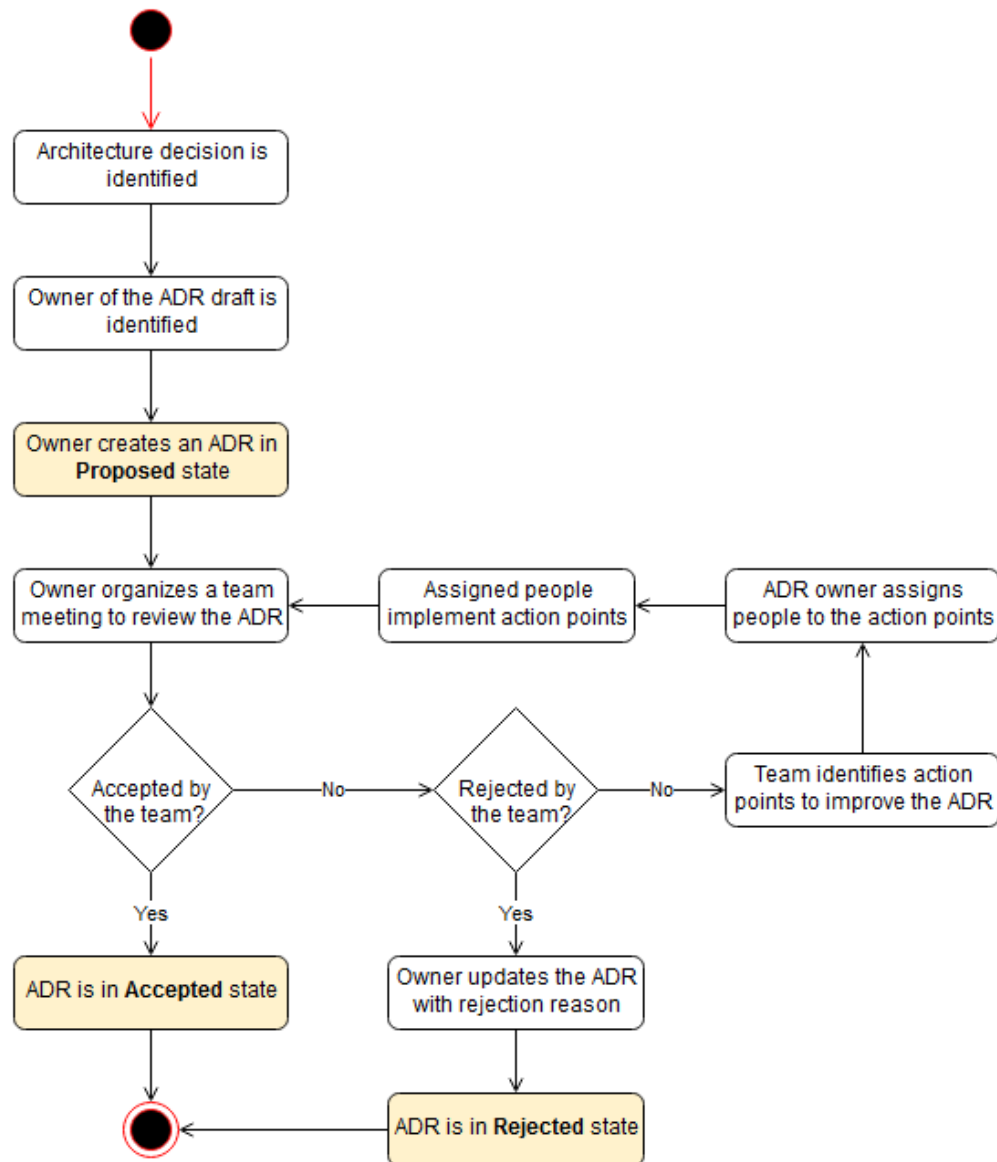 Architecture decision is
identified
Owner of the ADR draft is
identified
Owner creates an ADR in
Proposed state
Owner organizes a team
meeting to review the ADR
Assigned people
implement action points
ADR owner assigns
people to the action points
Accepted by
the team?
No
Rejected by
the team?
No
Team identifies action
points to improve the ADR
Yes
Yes
ADR is in Accepted state
Owner updates the ADR
with rejection reason
ADR is in Rejected state